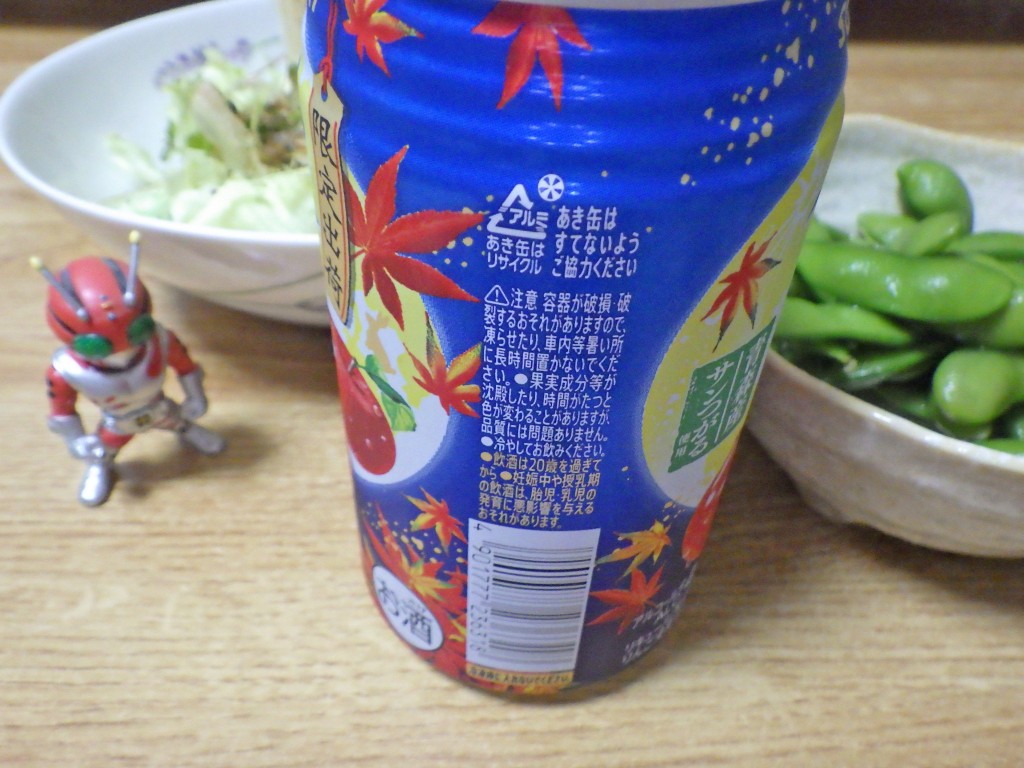 限定出荷
アルミ
あき缶は
リサイクル
あき缶は
すてないよう
ご協力ください
注意 容器が破損・破
裂するおそれがありますので、
凍らせたり、車内等暑い所
に長時間置かないでくだ
さい。●果実成分等が
沈殿したり、時間がたつと
色が変わることがありますが、
品質には問題ありません。
●冷やしてお飲みください。
●飲酒は20歳を過ぎて
から●妊娠中や授乳期
の飲酒は、胎児・乳児の
発育に悪影響を与える
おそれがあります。
サンつがる
使用
お酒